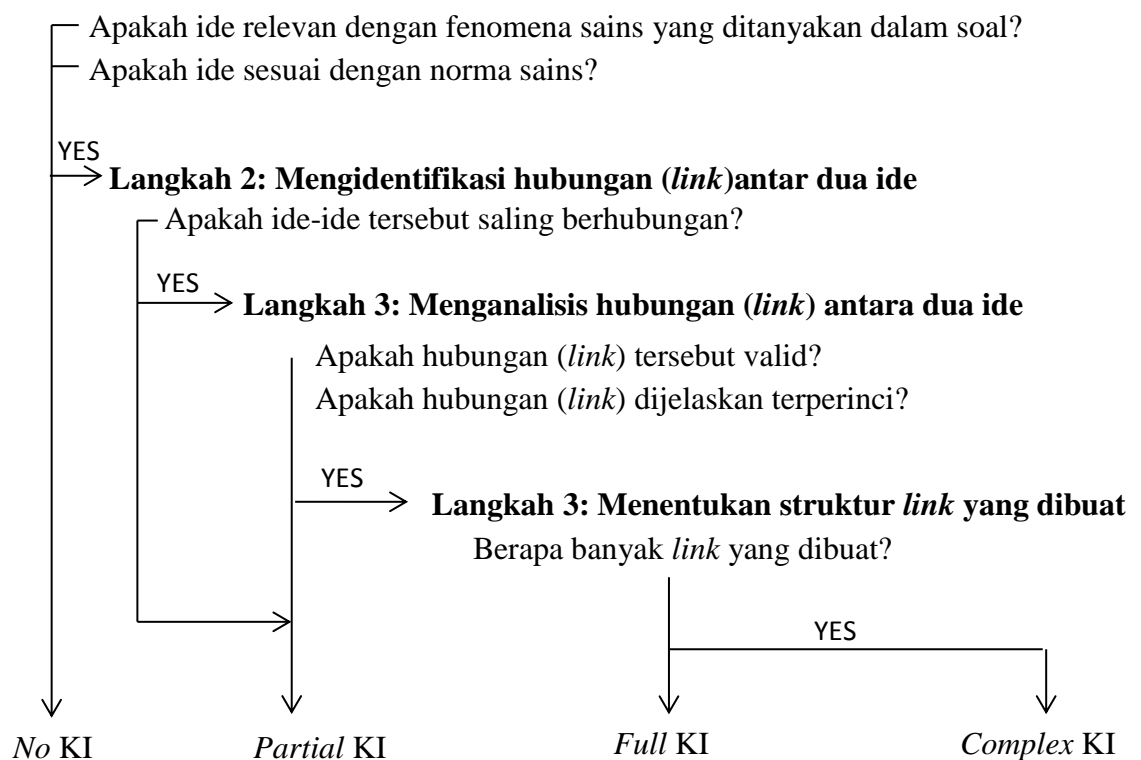 Apakah ide relevan dengan fenomena sains yang ditanyakan dalam soal?
Apakah ide sesuai dengan norma sains?
YES
Langkah 2: Mengidentifikasi hubungan (link)antar dua ide
Apakah ide-ide tersebut saling berhubungan?
YES
Langkah 3: Menganalisis hubungan (link) antara dua ide
Apakah hubungan (link) tersebut valid?
Apakah hubungan (link) dijelaskan terperinci?
YES
Langkah 3: Menentukan struktur link yang dibuat
Berapa banyak link yang dibuat?
YES
No KI
Partial KI
Full KI
Complex KI